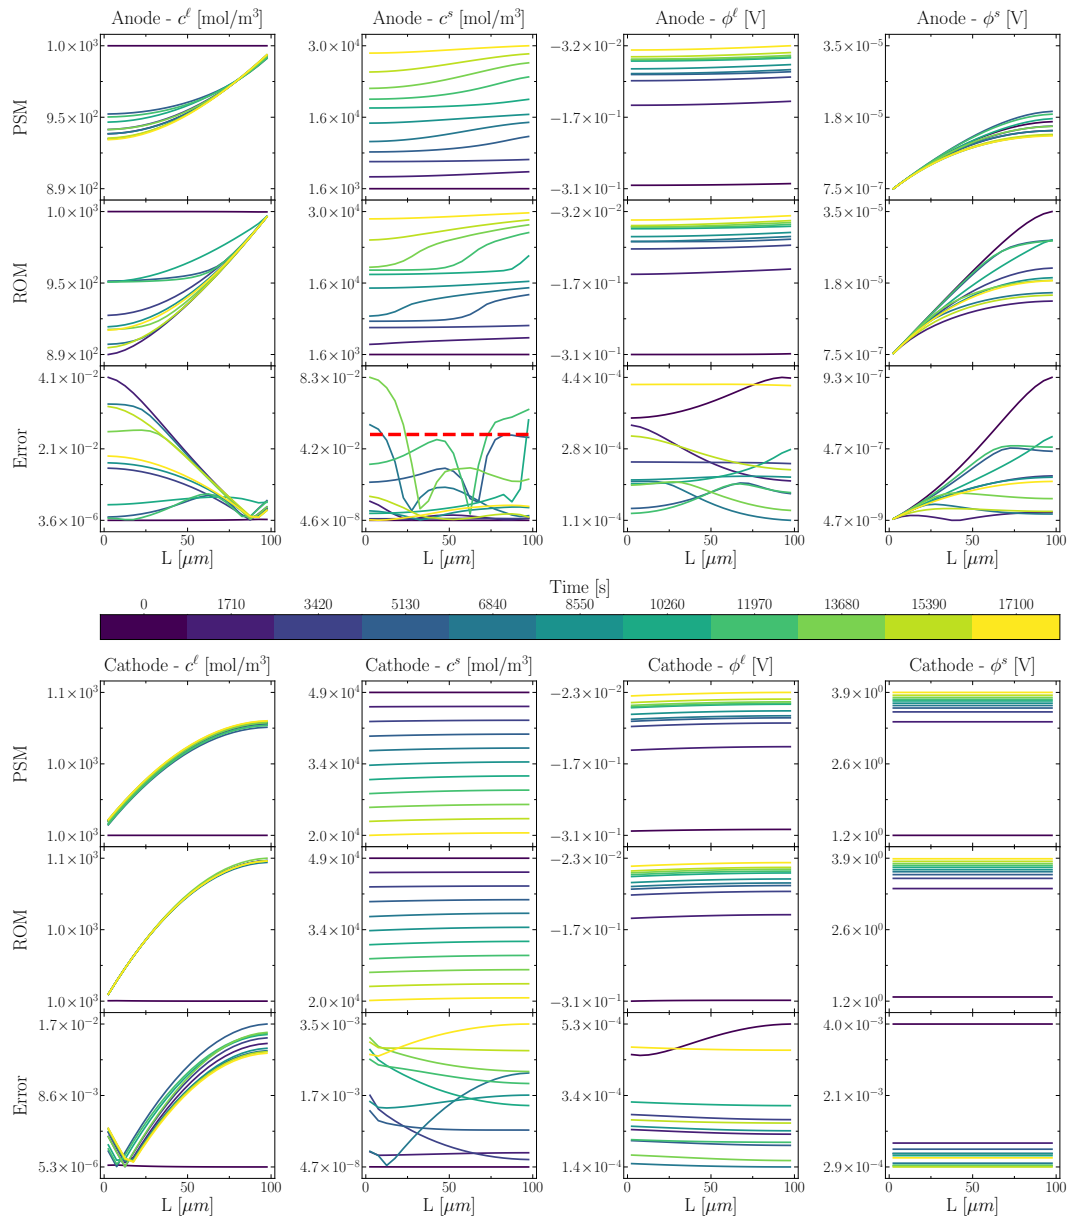 Anode - c^ℓ [mol/m³] Anode - c^s [mol/m³] Anode - ϕ^ℓ [V] Anode - ϕ^s [V]
PSM
1.0×10³ 3.0×10⁴ −3.2×10⁻² 3.5×10⁻⁵
9.5×10² 1.6×10⁴ −1.7×10⁻¹ 1.8×10⁻⁵
8.9×10² 1.6×10³ −3.1×10⁻¹ 7.5×10⁻⁷
ROM
1.0×10³ 3.0×10⁴ −3.2×10⁻² 3.5×10⁻⁵
9.5×10² 1.6×10⁴ −1.7×10⁻¹ 1.8×10⁻⁵
8.9×10² 1.6×10³ −3.1×10⁻¹ 7.5×10⁻⁷
Error
4.1×10⁻² 8.3×10⁻² 4.4×10⁻⁴ 9.3×10⁻⁷
2.1×10⁻² 4.2×10⁻² 2.8×10⁻⁴ 4.7×10⁻⁷
3.6×10⁻⁶ 4.6×10⁻⁸ 1.1×10⁻⁴ 4.7×10⁻⁹
0 50 100 0 50 100 0 50 100 0 50 100
L [μm] L [μm] L [μm] L [μm]
Time [s]
0 1710 3420 5130 6840 8550 10260 11970 13680 15390 17100
Cathode - c^ℓ [mol/m³] Cathode - c^s [mol/m³] Cathode - ϕ^ℓ [V] Cathode - ϕ^s [V]
PSM
1.1×10³ 4.9×10⁴ −2.3×10⁻² 3.9×10⁰
1.0×10³ 3.4×10⁴ −1.7×10⁻¹ 2.6×10⁰
1.0×10³ 2.0×10⁴ −3.1×10⁻¹ 1.2×10⁰
ROM
1.1×10³ 4.9×10⁴ −2.3×10⁻² 3.9×10⁰
1.0×10³ 3.4×10⁴ −1.7×10⁻¹ 2.6×10⁰
1.0×10³ 2.0×10⁴ −3.1×10⁻¹ 1.2×10⁰
Error
1.7×10⁻² 3.5×10⁻³ 5.3×10⁻⁴ 4.0×10⁻³
8.6×10⁻³ 1.7×10⁻³ 3.4×10⁻⁴ 2.1×10⁻³
5.3×10⁻⁶ 4.7×10⁻⁸ 1.4×10⁻⁴ 2.9×10⁻⁴
0 50 100 0 50 100 0 50 100 0 50 100
L [μm] L [μm] L [μm] L [μm]